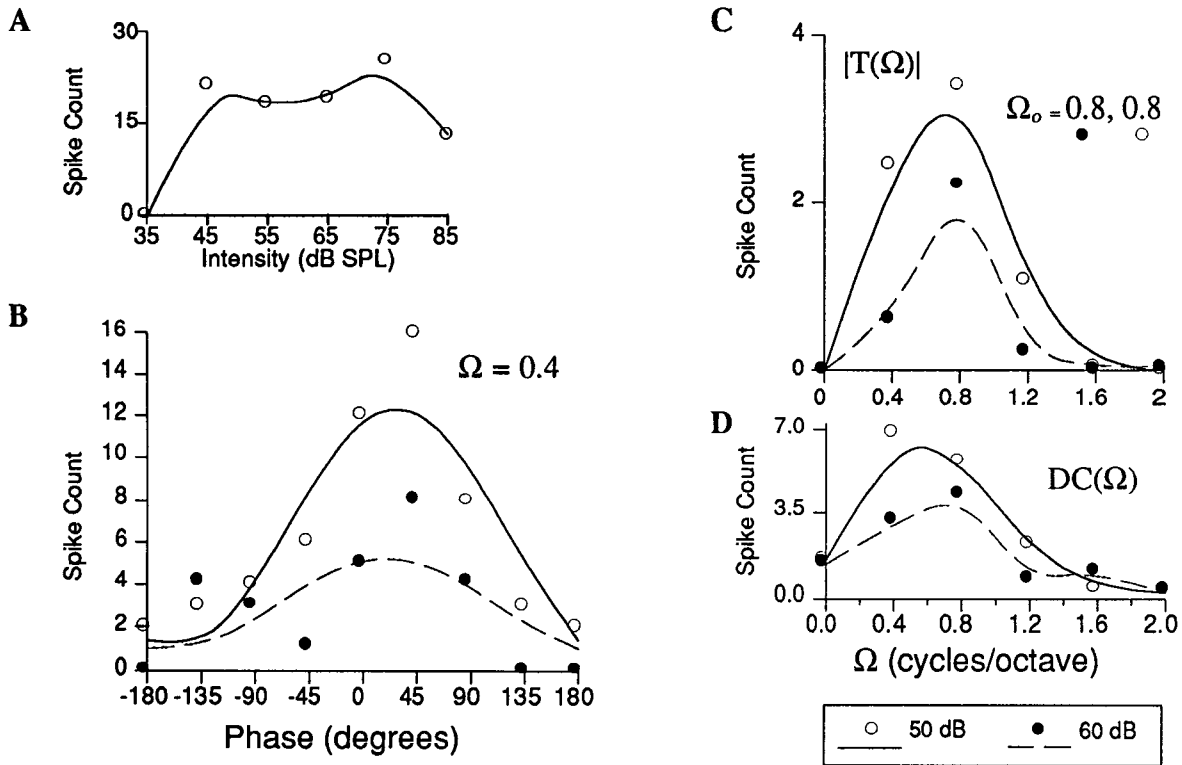 A
30
15
0
Spike Count
35 45 55 65 75 85
Intensity (dB SPL)
B
16
14
12
10
8
6
4
2
0
Spike Count
Ω = 0.4
-180 -135 -90 -45 0 45 90 135 180
Phase (degrees)
C
4
2
0
Spike Count
|T(Ω)|
Ωo = 0.8, 0.8
0 0.4 0.8 1.2 1.6 2
D
7.0
3.5
0.0
Spike Count
DC(Ω)
0.0 0.4 0.8 1.2 1.6 2.0
Ω (cycles/octave)
50 dB 60 dB